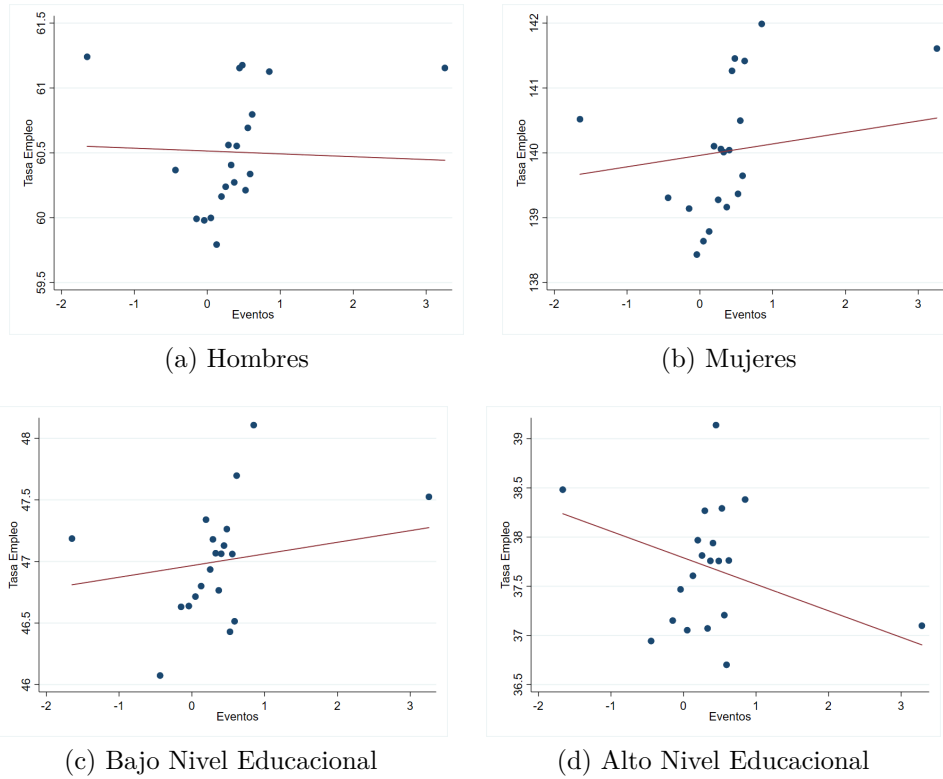 61.5
61
60.5
60
59.5
Tasa Empleo
-2 -1 0 1 2 3
Eventos
(a) Hombres
142
141
140
139
138
Tasa Empleo
-2 -1 0 1 2 3
Eventos
(b) Mujeres
48
47.5
47
46.5
46
Tasa Empleo
-2 -1 0 1 2 3
Eventos
(c) Bajo Nivel Educacional
39
38.5
38
37.5
37
36.5
Tasa Empleo
-2 -1 0 1 2 3
Eventos
(d) Alto Nivel Educacional